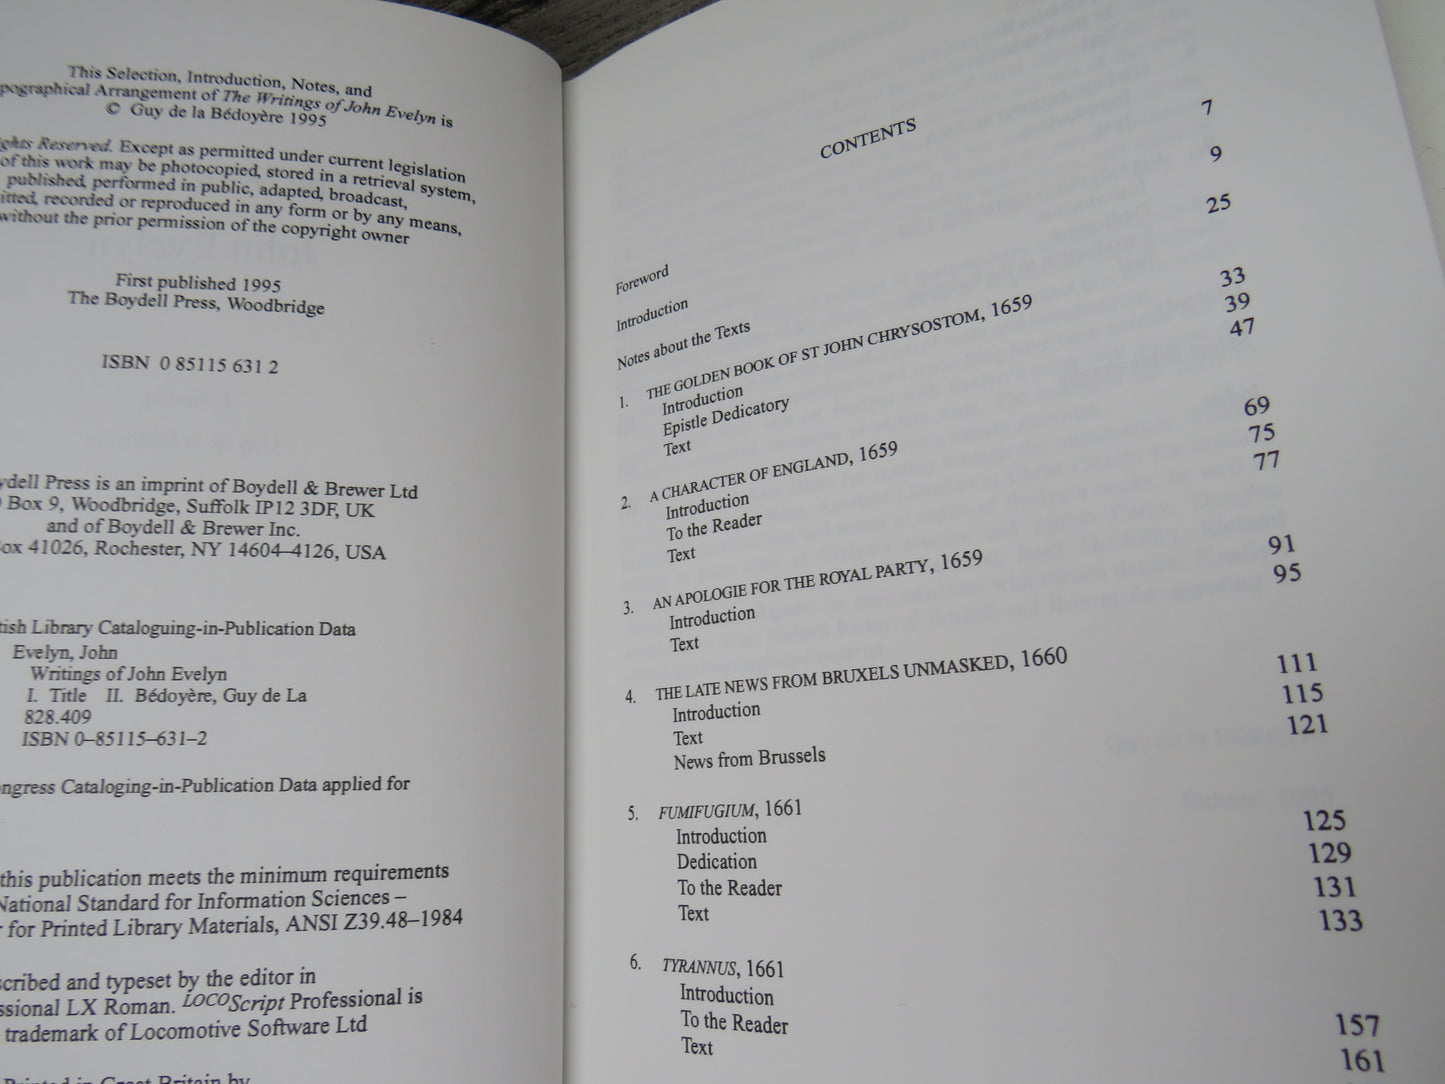 This Selection, Introduction, Notes, and
Arrangement of The Writings of John Evelyn is
© Guy de la Bédoyère 1995
Reserved. Except as permitted under current legislation
of this work may be photocopied, stored in a retrieval system,
published, performed in public, adapted, broadcast,
recorded or reproduced in any form or by any means,
without the prior permission of the copyright owner
First published 1995
The Boydell Press, Woodbridge
ISBN 0 85115 631 2
Press is an imprint of Boydell & Brewer Ltd
Box 9, Woodbridge, Suffolk IP12 3DF, UK
and of Boydell & Brewer Inc.
41026, Rochester, NY 14604–4126, USA
Library Cataloguing-in-Publication Data
Evelyn, John
Writings of John Evelyn
I. Title II. Bédoyère, Guy de La
828.409
ISBN 0–85115–631–2
Cataloging-in-Publication Data applied for
this publication meets the minimum requirements
National Standard for Information Sciences –
for Printed Library Materials, ANSI Z39.48–1984
and typeset by the editor in
LX Roman. LOCOScript Professional is
trademark of Locomotive Software Ltd
Printed in Great Britain by
CONTENTS
Foreword 7
Introduction 9
Notes about the Texts 25
1. THE GOLDEN BOOK OF ST JOHN CHRYSOSTOM, 1659
Introduction 33
Epistle Dedicatory 39
Text 47
2. A CHARACTER OF ENGLAND, 1659
Introduction 69
To the Reader 75
Text 77
3. AN APOLOGIE FOR THE ROYAL PARTY, 1659
Introduction 91
Text 95
4. THE LATE NEWS FROM BRUXELS UNMASKED, 1660
Introduction 111
Text 115
News from Brussels 121
5. FUMIFUGIUM, 1661
Introduction 125
Dedication 129
To the Reader 131
Text 133
6. TYRANNUS, 1661
Introduction 157
To the Reader 161
Text